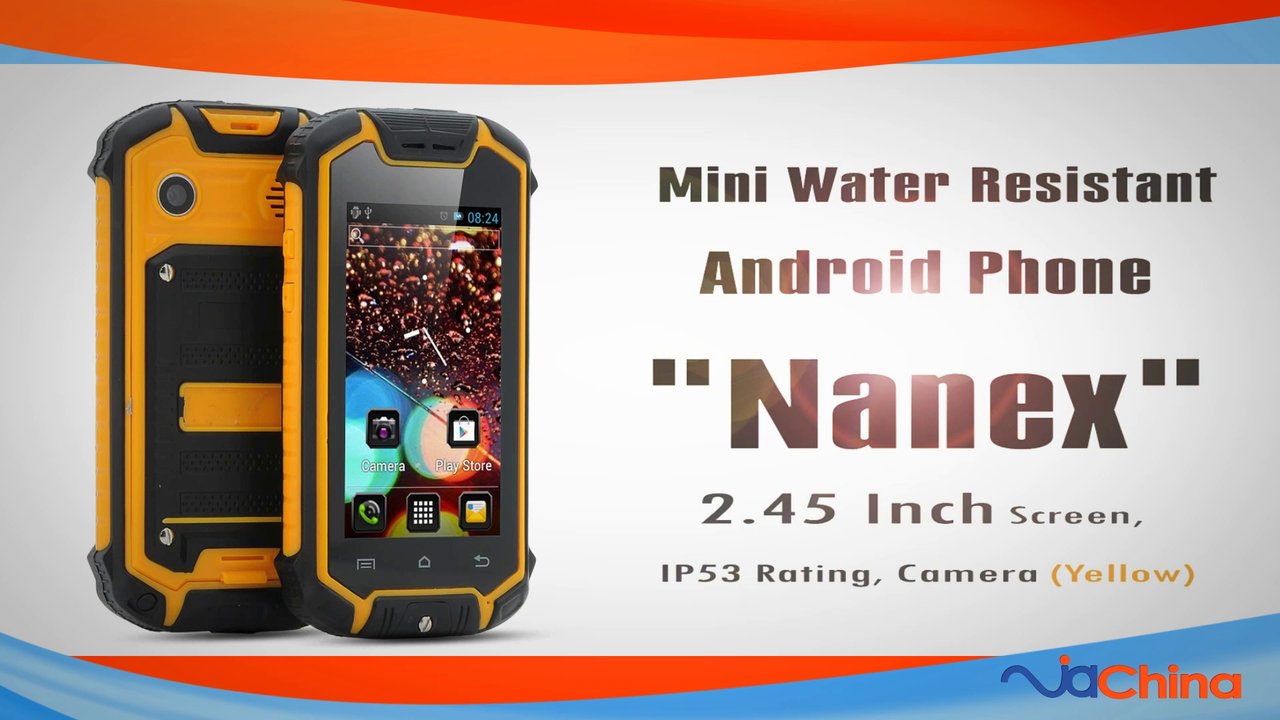 08:24
Camera
Play Store
Mini Water Resistant
Android Phone
"Nanex"
2.45 Inch Screen,
IP53 Rating, Camera (Yellow)
ViaChina